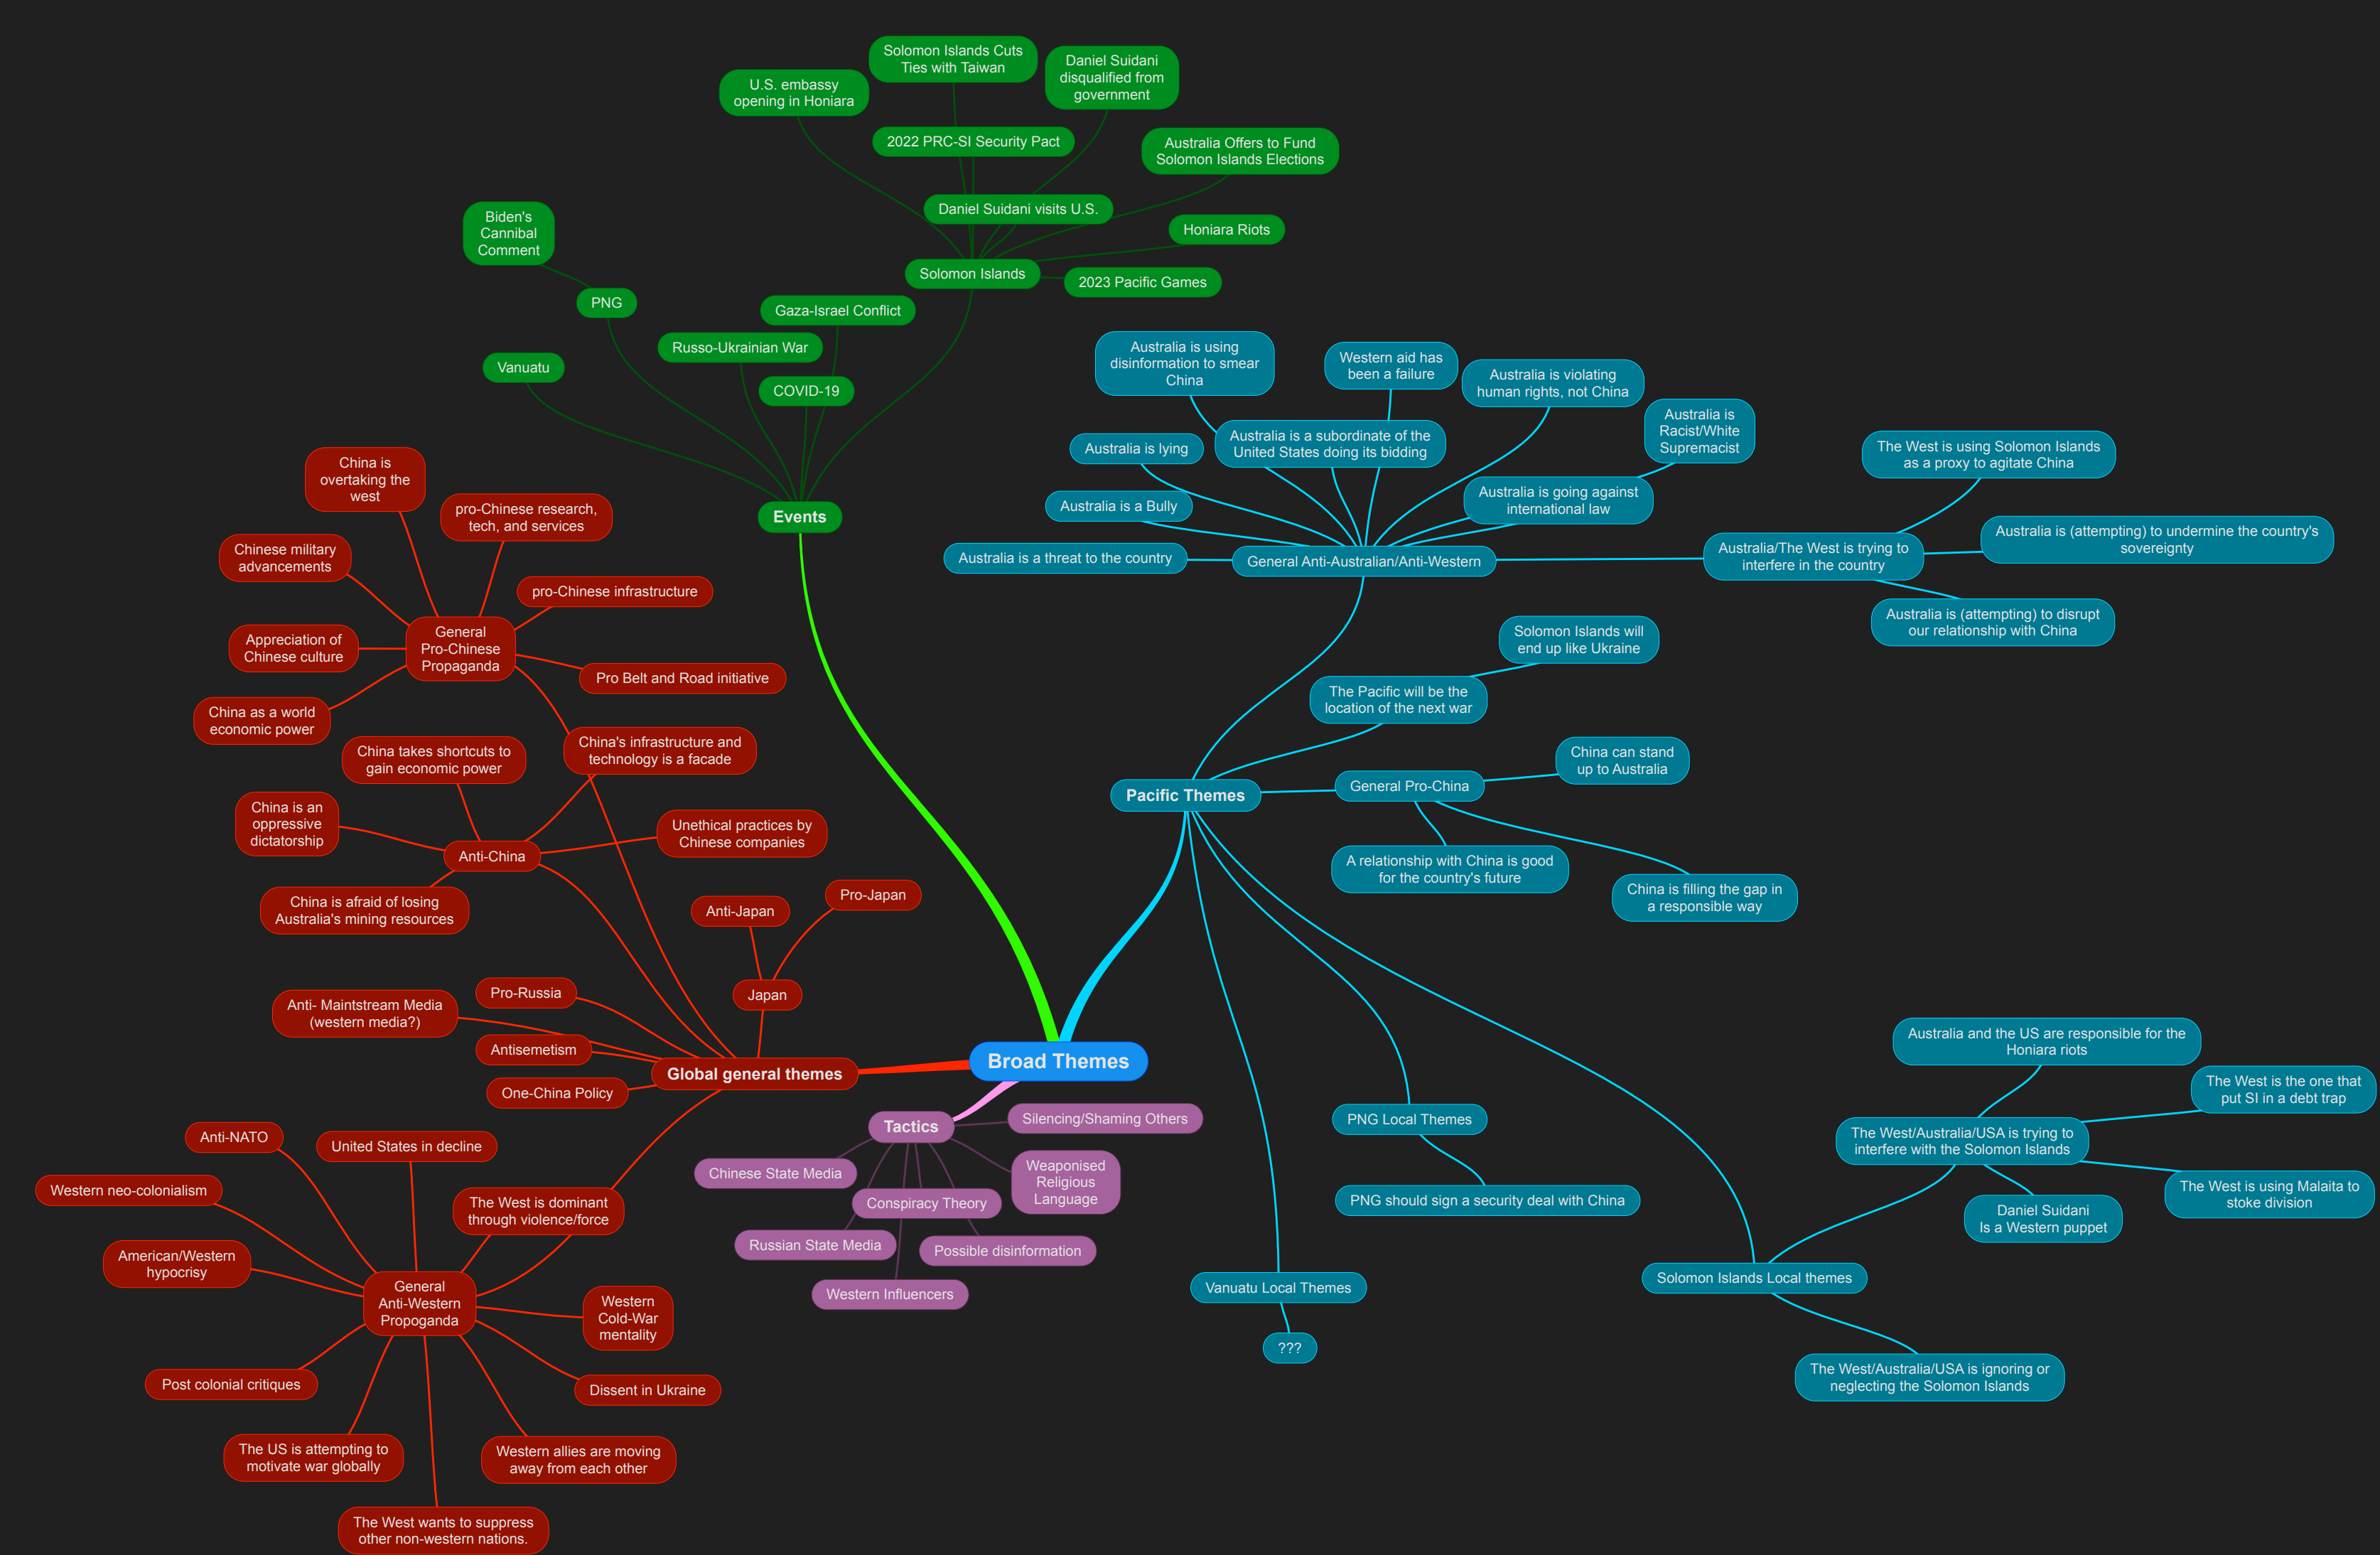 Solomon Islands Cuts
Ties with Taiwan
Daniel Suidani
disqualified from
government
U.S. embassy
opening in Honiara
2022 PRC-SI Security Pact
Australia Offers to Fund
Solomon Islands Elections
Daniel Suidani visits U.S.
Honiara Riots
Solomon Islands
2023 Pacific Games
Biden's
Cannibal
Comment
PNG
Gaza-Israel Conflict
Russo-Ukrainian War
Vanuatu
COVID-19
Events
Australia is using
disinformation to smear
China
Western aid has
been a failure
Australia is violating
human rights, not China
Australia is
Racist/White
Supremacist
Australia is lying
Australia is a subordinate of the
United States doing its bidding
Australia is a Bully
Australia is going against
international law
Australia is a threat to the country
General Anti-Australian/Anti-Western
The West is using Solomon Islands
as a proxy to agitate China
Australia/The West is trying to
interfere in the country
Australia is (attempting) to undermine the country's
sovereignty
Australia is (attempting) to disrupt
our relationship with China
Solomon Islands will
end up like Ukraine
The Pacific will be the
location of the next war
Pacific Themes
General Pro-China
China can stand
up to Australia
A relationship with China is good
for the country's future
China is filling the gap in
a responsible way
China is
overtaking the
west
pro-Chinese research,
tech, and services
Chinese military
advancements
pro-Chinese infrastructure
Appreciation of
Chinese culture
General
Pro-Chinese
Propaganda
Pro Belt and Road initiative
China as a world
economic power
China takes shortcuts to
gain economic power
China's infrastructure and
technology is a facade
China is an
oppressive
dictatorship
Unethical practices by
Chinese companies
Anti-China
China is afraid of losing
Australia's mining resources
Anti-Japan
Pro-Japan
Japan
Pro-Russia
Anti- Maintstream Media
(western media?)
Antisemetism
One-China Policy
Global general themes
Broad Themes
Tactics
Silencing/Shaming Others
Chinese State Media
Weaponised
Religious
Language
Conspiracy Theory
Russian State Media
Possible disinformation
Western Influencers
Anti-NATO
United States in decline
Western neo-colonialism
The West is dominant
through violence/force
American/Western
hypocrisy
General
Anti-Western
Propoganda
Western
Cold-War
mentality
Post colonial critiques
Dissent in Ukraine
The US is attempting to
motivate war globally
Western allies are moving
away from each other
The West wants to suppress
other non-western nations.
PNG Local Themes
PNG should sign a security deal with China
Vanuatu Local Themes
???
Australia and the US are responsible for the
Honiara riots
The West is the one that
put SI in a debt trap
The West/Australia/USA is trying to
interfere with the Solomon Islands
The West is using Malaita to
stoke division
Daniel Suidani
Is a Western puppet
Solomon Islands Local themes
The West/Australia/USA is ignoring or
neglecting the Solomon Islands